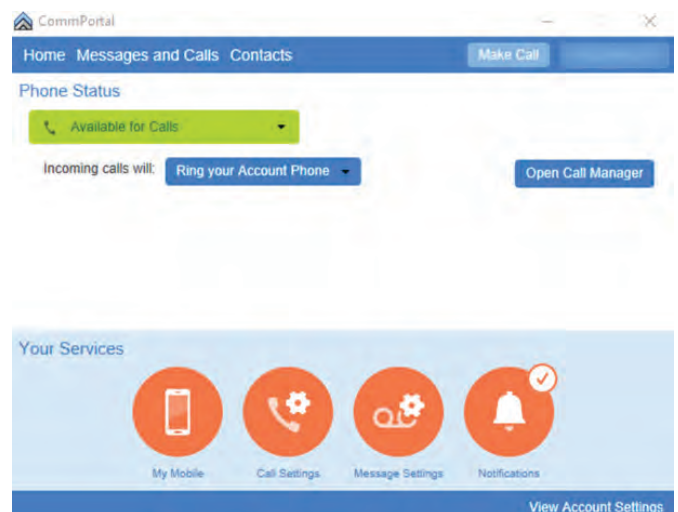 CommPortal
Home Messages and Calls Contacts Make Call
Phone Status
Available for Calls
Incoming calls will: Ring your Account Phone Open Call Manager
Your Services
My Mobile Call Settings Message Settings Notifications
View Account Settings